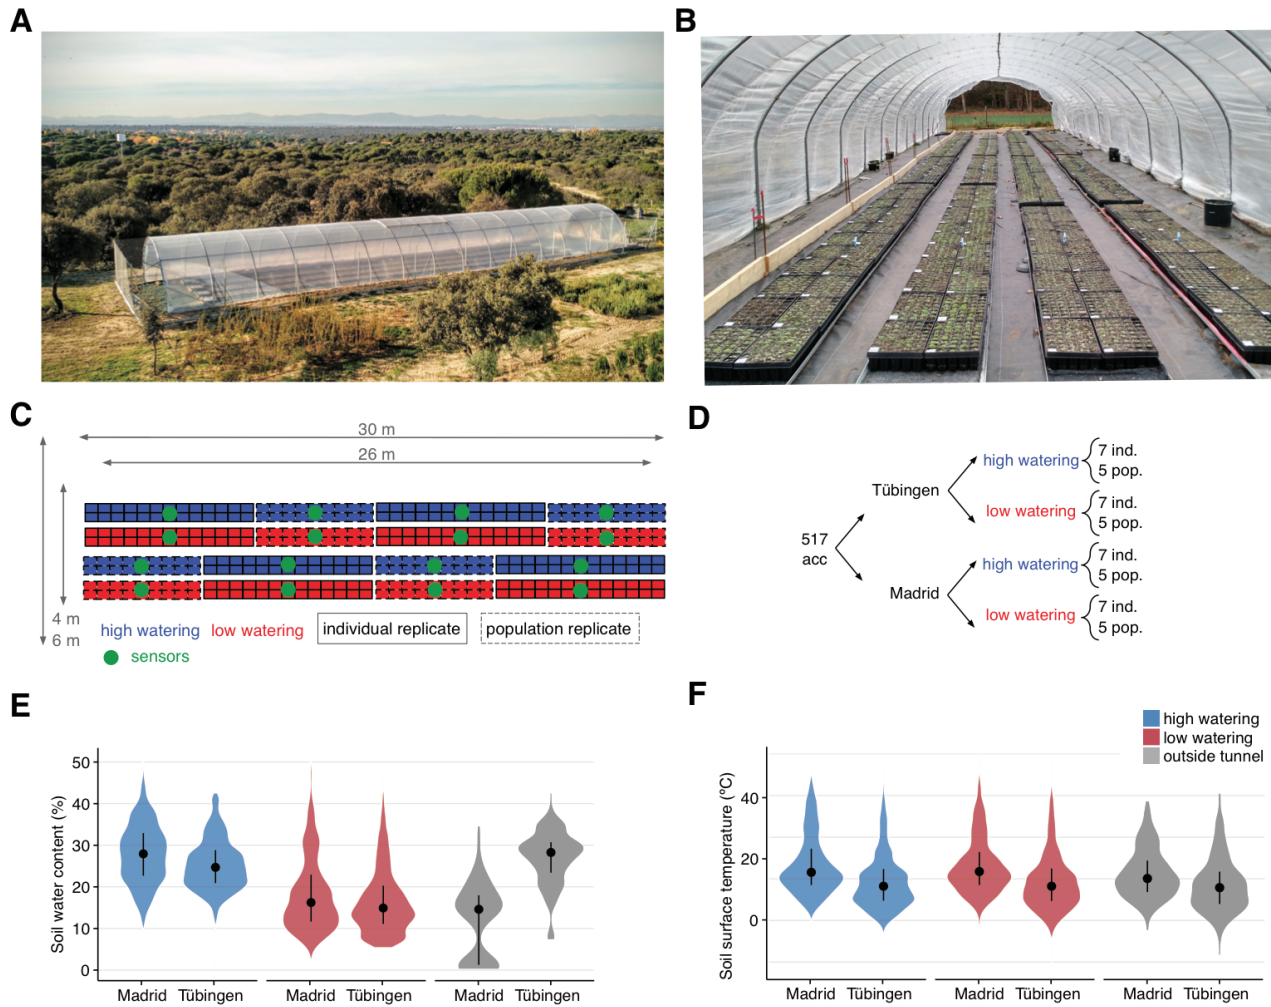 A
B
C
30 m
26 m
4 m
6 m
high watering low watering individual replicate population replicate
sensors
D
517
acc
Tübingen
high watering
7 ind.
5 pop.
low watering
7 ind.
5 pop.
Madrid
high watering
7 ind.
5 pop.
low watering
7 ind.
5 pop.
E
Soil water content (%)
50
40
30
20
10
0
Madrid Tübingen Madrid Tübingen Madrid Tübingen
F
high watering
low watering
outside tunnel
Soil surface temperature (°C)
40
20
0
Madrid Tübingen Madrid Tübingen Madrid Tübingen